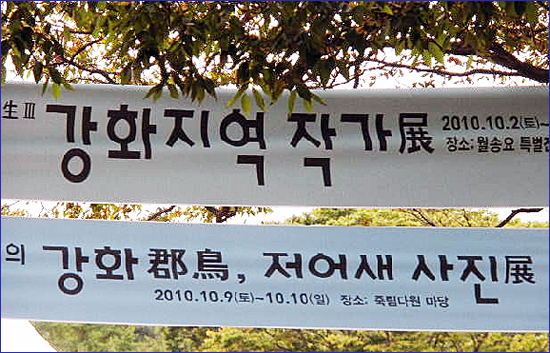 生Ⅲ 강화지역 작가展 2010.10.2(토)~
장소:월송요 특별전
의 강화 郡鳥, 저어새 사진展
2010.10.9(토)~10.10(일) 장소: 죽림다원 마당